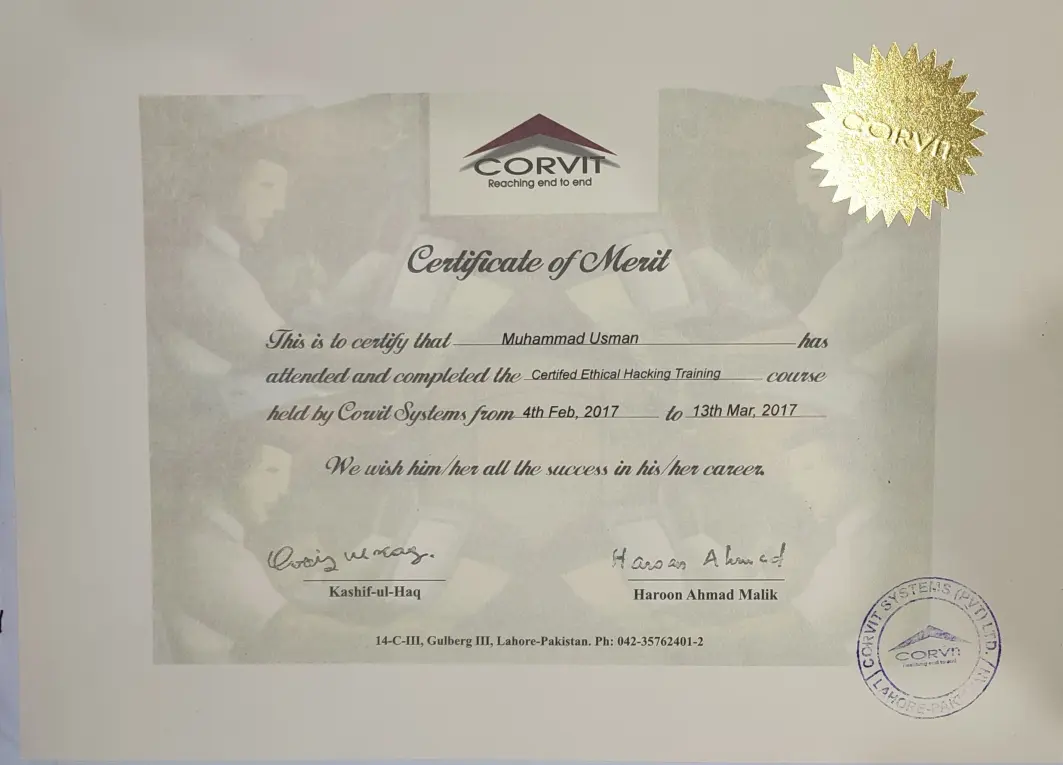 CORVIT
Reaching end to end
CORVIT
Certificate of Merit
This is to certify that Muhammad Usman has
attended and completed the Certifed Ethical Hacking Training course
held by Corvit Systems from 4th Feb, 2017 to 13th Mar, 2017
We wish him/her all the success in his/her career.
Haroon Ahmad
Kashif-ul-Haq
Haroon Ahmad Malik
14-C-III, Gulberg III, Lahore-Pakistan. Ph: 042-35762401-2
CORVIT SYSTEMS (PVT) LTD.
CORVIT
Reaching end to end
LAHORE-PAK